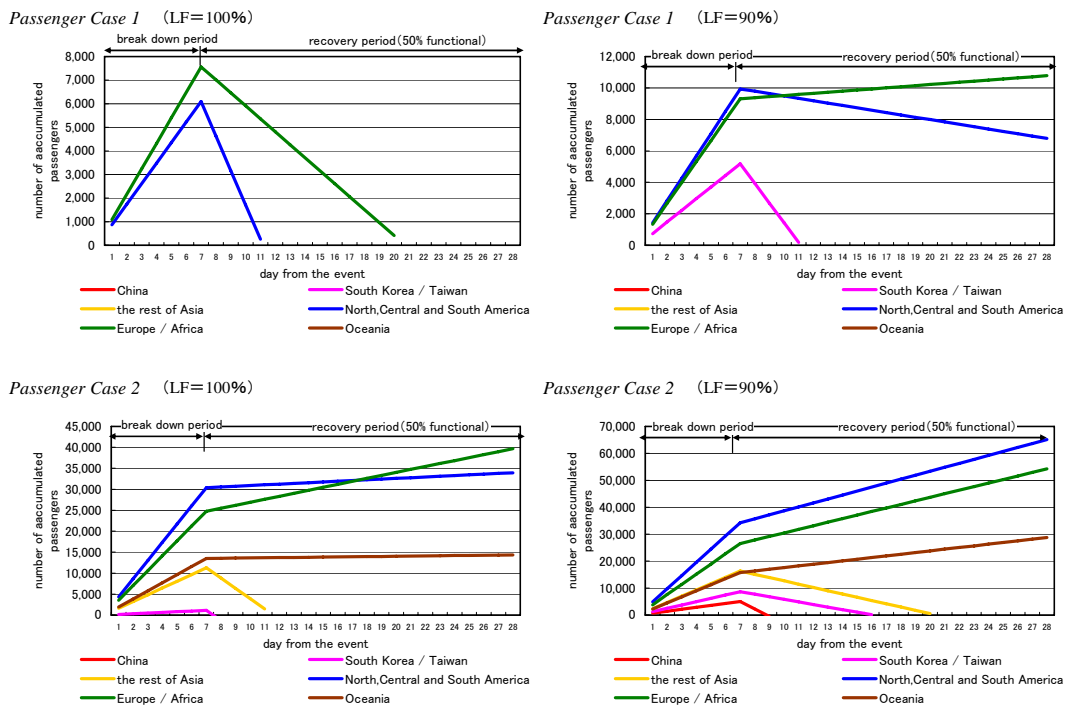 Passenger Case 1 (LF=100%)
break down period
recovery period(50% functional)
8,000
7,000
6,000
5,000
4,000
3,000
2,000
1,000
0
number of aaccumulated
passengers
1 2 3 4 5 6 7 8 9 10 11 12 13 14 15 16 17 18 19 20 21 22 23 24 25 26 27 28
day from the event
China
South Korea / Taiwan
the rest of Asia
North,Central and South America
Europe / Africa
Oceania
Passenger Case 1 (LF=90%)
break down period
recovery period(50% functional)
12,000
10,000
8,000
6,000
4,000
2,000
0
number of aaccumulated
passengers
1 2 3 4 5 6 7 8 9 10 11 12 13 14 15 16 17 18 19 20 21 22 23 24 25 26 27 28
day from the event
China
South Korea / Taiwan
the rest of Asia
North,Central and South America
Europe / Africa
Oceania
Passenger Case 2 (LF=100%)
break down period
recovery period(50% functional)
45,000
40,000
35,000
30,000
25,000
20,000
15,000
10,000
5,000
0
number of aaccumulated
passengers
1 2 3 4 5 6 7 8 9 10 11 12 13 14 15 16 17 18 19 20 21 22 23 24 25 26 27 28
day from the event
China
South Korea / Taiwan
the rest of Asia
North,Central and South America
Europe / Africa
Oceania
Passenger Case 2 (LF=90%)
break down period
recovery period(50% functional)
70,000
60,000
50,000
40,000
30,000
20,000
10,000
0
number of aaccumulated
passengers
1 2 3 4 5 6 7 8 9 10 11 12 13 14 15 16 17 18 19 20 21 22 23 24 25 26 27 28
day from the event
China
South Korea / Taiwan
the rest of Asia
North,Central and South America
Europe / Africa
Oceania